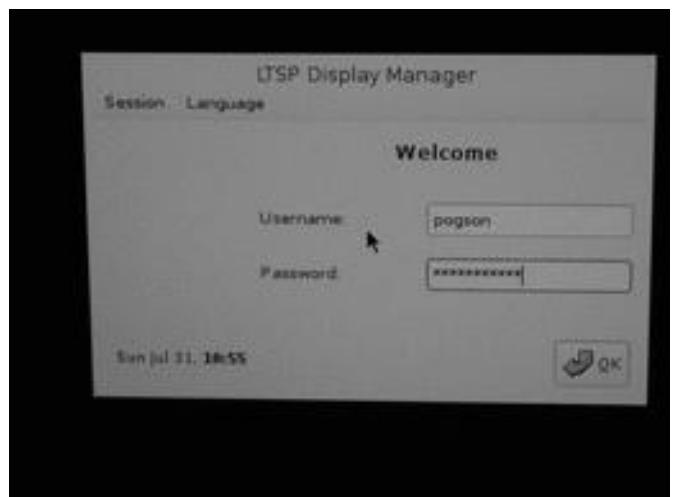 LTSP Display Manager
Session Language
Welcome
Username: pogson
Password: ***********
Sun Jul 31, 10:55
OK